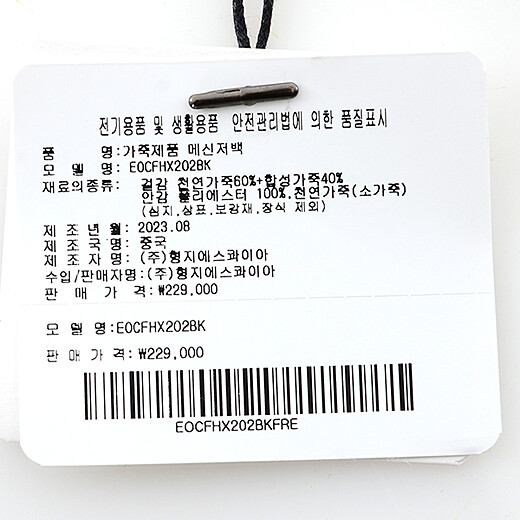 전기용품 및 생활용품 안전관리법에 의한 품질표시
품 명:가죽제품 메신저백
모 델 명: EOCFHX202BK
재료의종류: 겉감 천연가죽60%+합성가죽40%
안감 폴리에스터 100%,천연가죽(소가죽)
(심지,상표,보강재,장식 제외)
제 조 년 월: 2023.08
제 조 국 명: 중국
제 조 자 명: (주)형지에스콰이아
수입/판매자명:(주)형지에스콰이아
판 매 가 격:₩229,000
모 델 명:EOCFHX202BK
판 매 가 격:₩229,000
EOCFHX202BKFRE